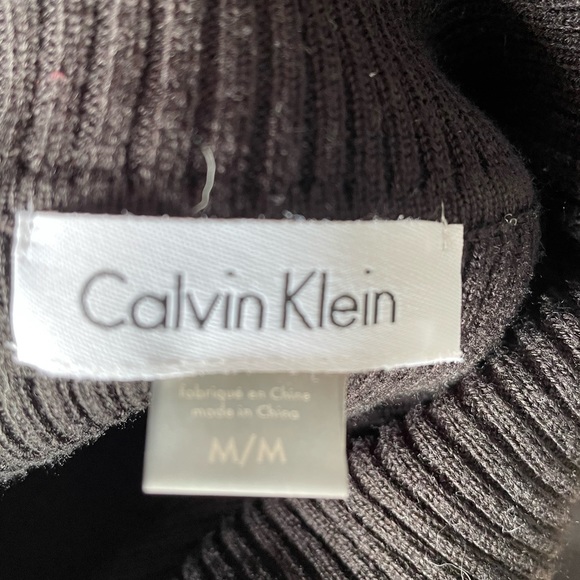 Calvin Klein
fabriqué en Chine
made in China
M/M